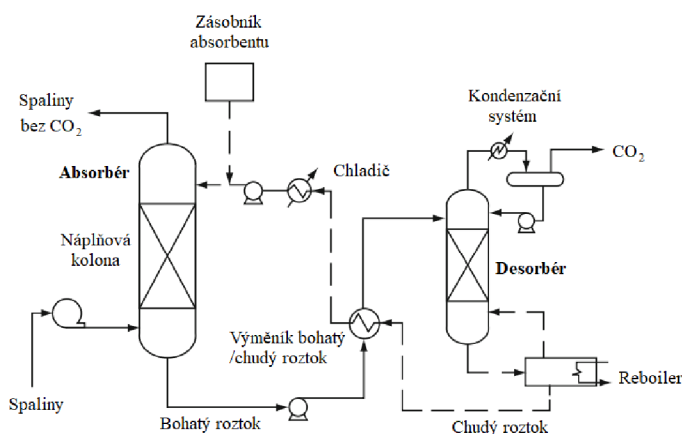 Zásobník
absorbentu
Spaliny
bez CO2
Kondenzační
systém
CO2
Absorbér
Chladič
Náplňová
kolona
Desorbér
Výměník bohatý
/chudý roztok
Reboiler
Spaliny
Bohatý roztok
Chudý roztok